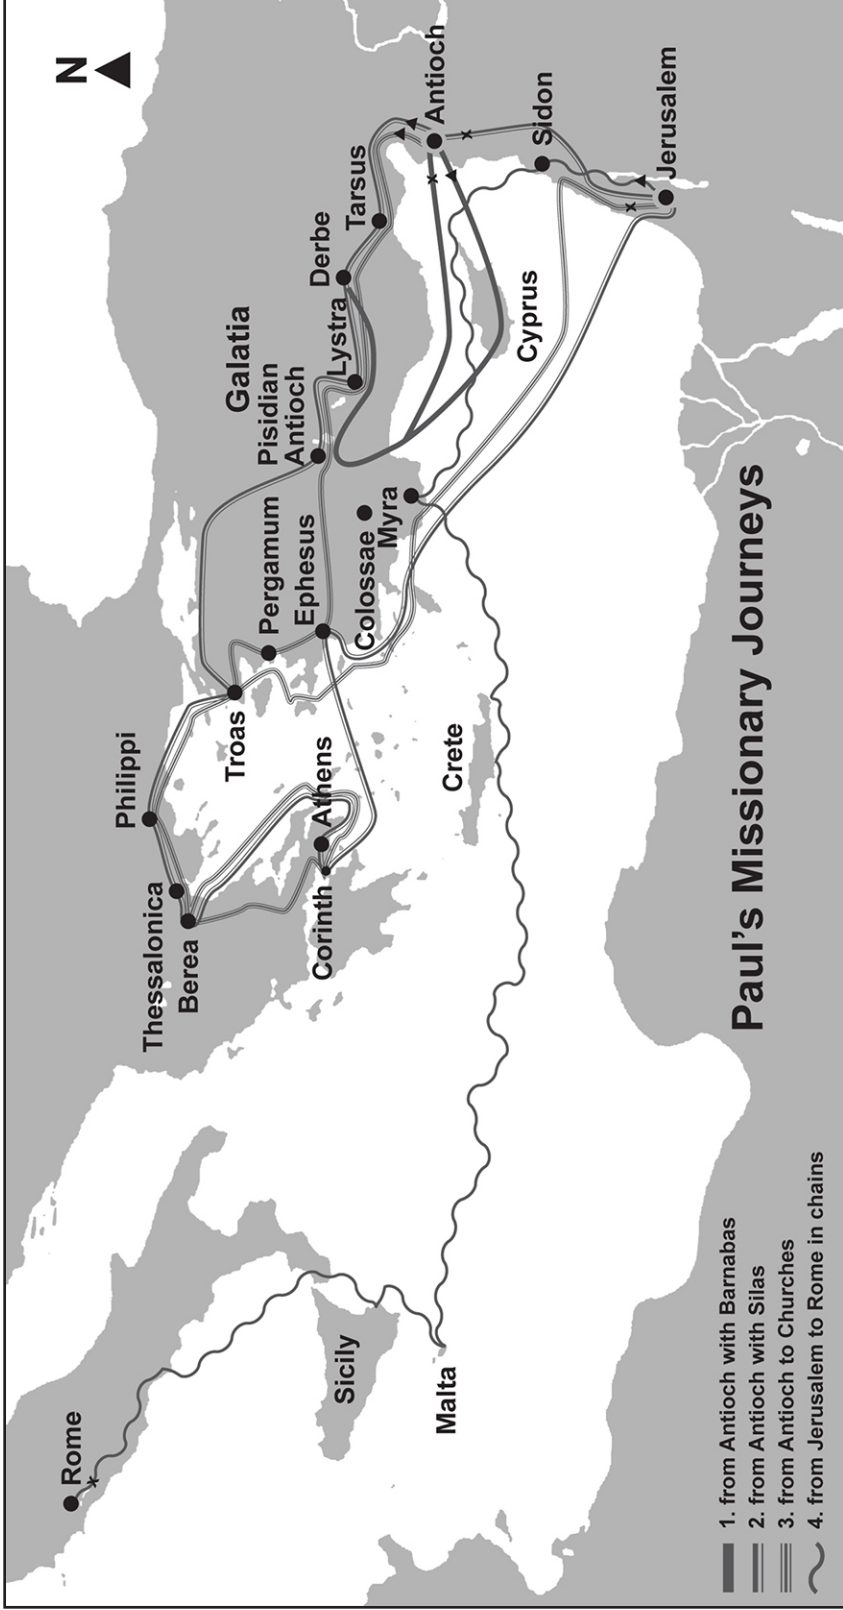 N
Rome
Sicily
Malta
Thessalonica
Berea
Philippi
Corinth
Athens
Crete
Troas
Pergamum
Ephesus
Colossae
Myra
Galatia
Pisidian
Antioch
Lystra
Derbe
Tarsus
Cyprus
Antioch
Sidon
Jerusalem
Paul's Missionary Journeys
1. from Antioch with Barnabas
2. from Antioch with Silas
3. from Antioch to Churches
4. from Jerusalem to Rome in chains